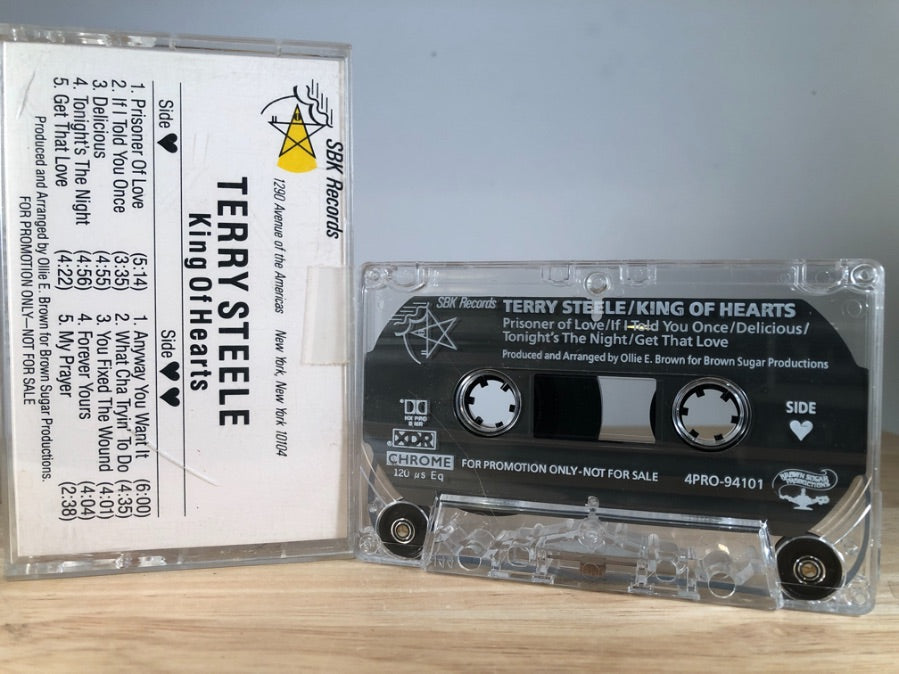 SBK Records
1290 Avenue of the Americas New York, New York 10104
TERRY STEELE
King Of Hearts
Side ♥
1. Prisoner Of Love (5:14)
2. If I Told You Once (3:35)
3. Delicious (4:55)
4. Tonight's The Night (4:56)
5. Get That Love (4:22)
Side ♥♥
1. Anyway You Want It (6:00)
2. What Cha Tryin' To Do (4:35)
3. You Fixed The Wound (4:01)
4. Forever Yours (4:04)
5. My Prayer (2:38)
Produced and Arranged by Ollie E. Brown for Brown Sugar Productions.
FOR PROMOTION ONLY—NOT FOR SALE
SBK Records
TERRY STEELE/KING OF HEARTS
Prisoner of Love/If I Told You Once/Delicious/
Tonight's The Night/Get That Love
Produced and Arranged by Ollie E. Brown for Brown Sugar Productions
SIDE
♥
HX PRO
B NR
XDR
CHROME
120 µs Eq
FOR PROMOTION ONLY-NOT FOR SALE
4PRO-94101
BROWN SUGAR
PRODUCTIONS